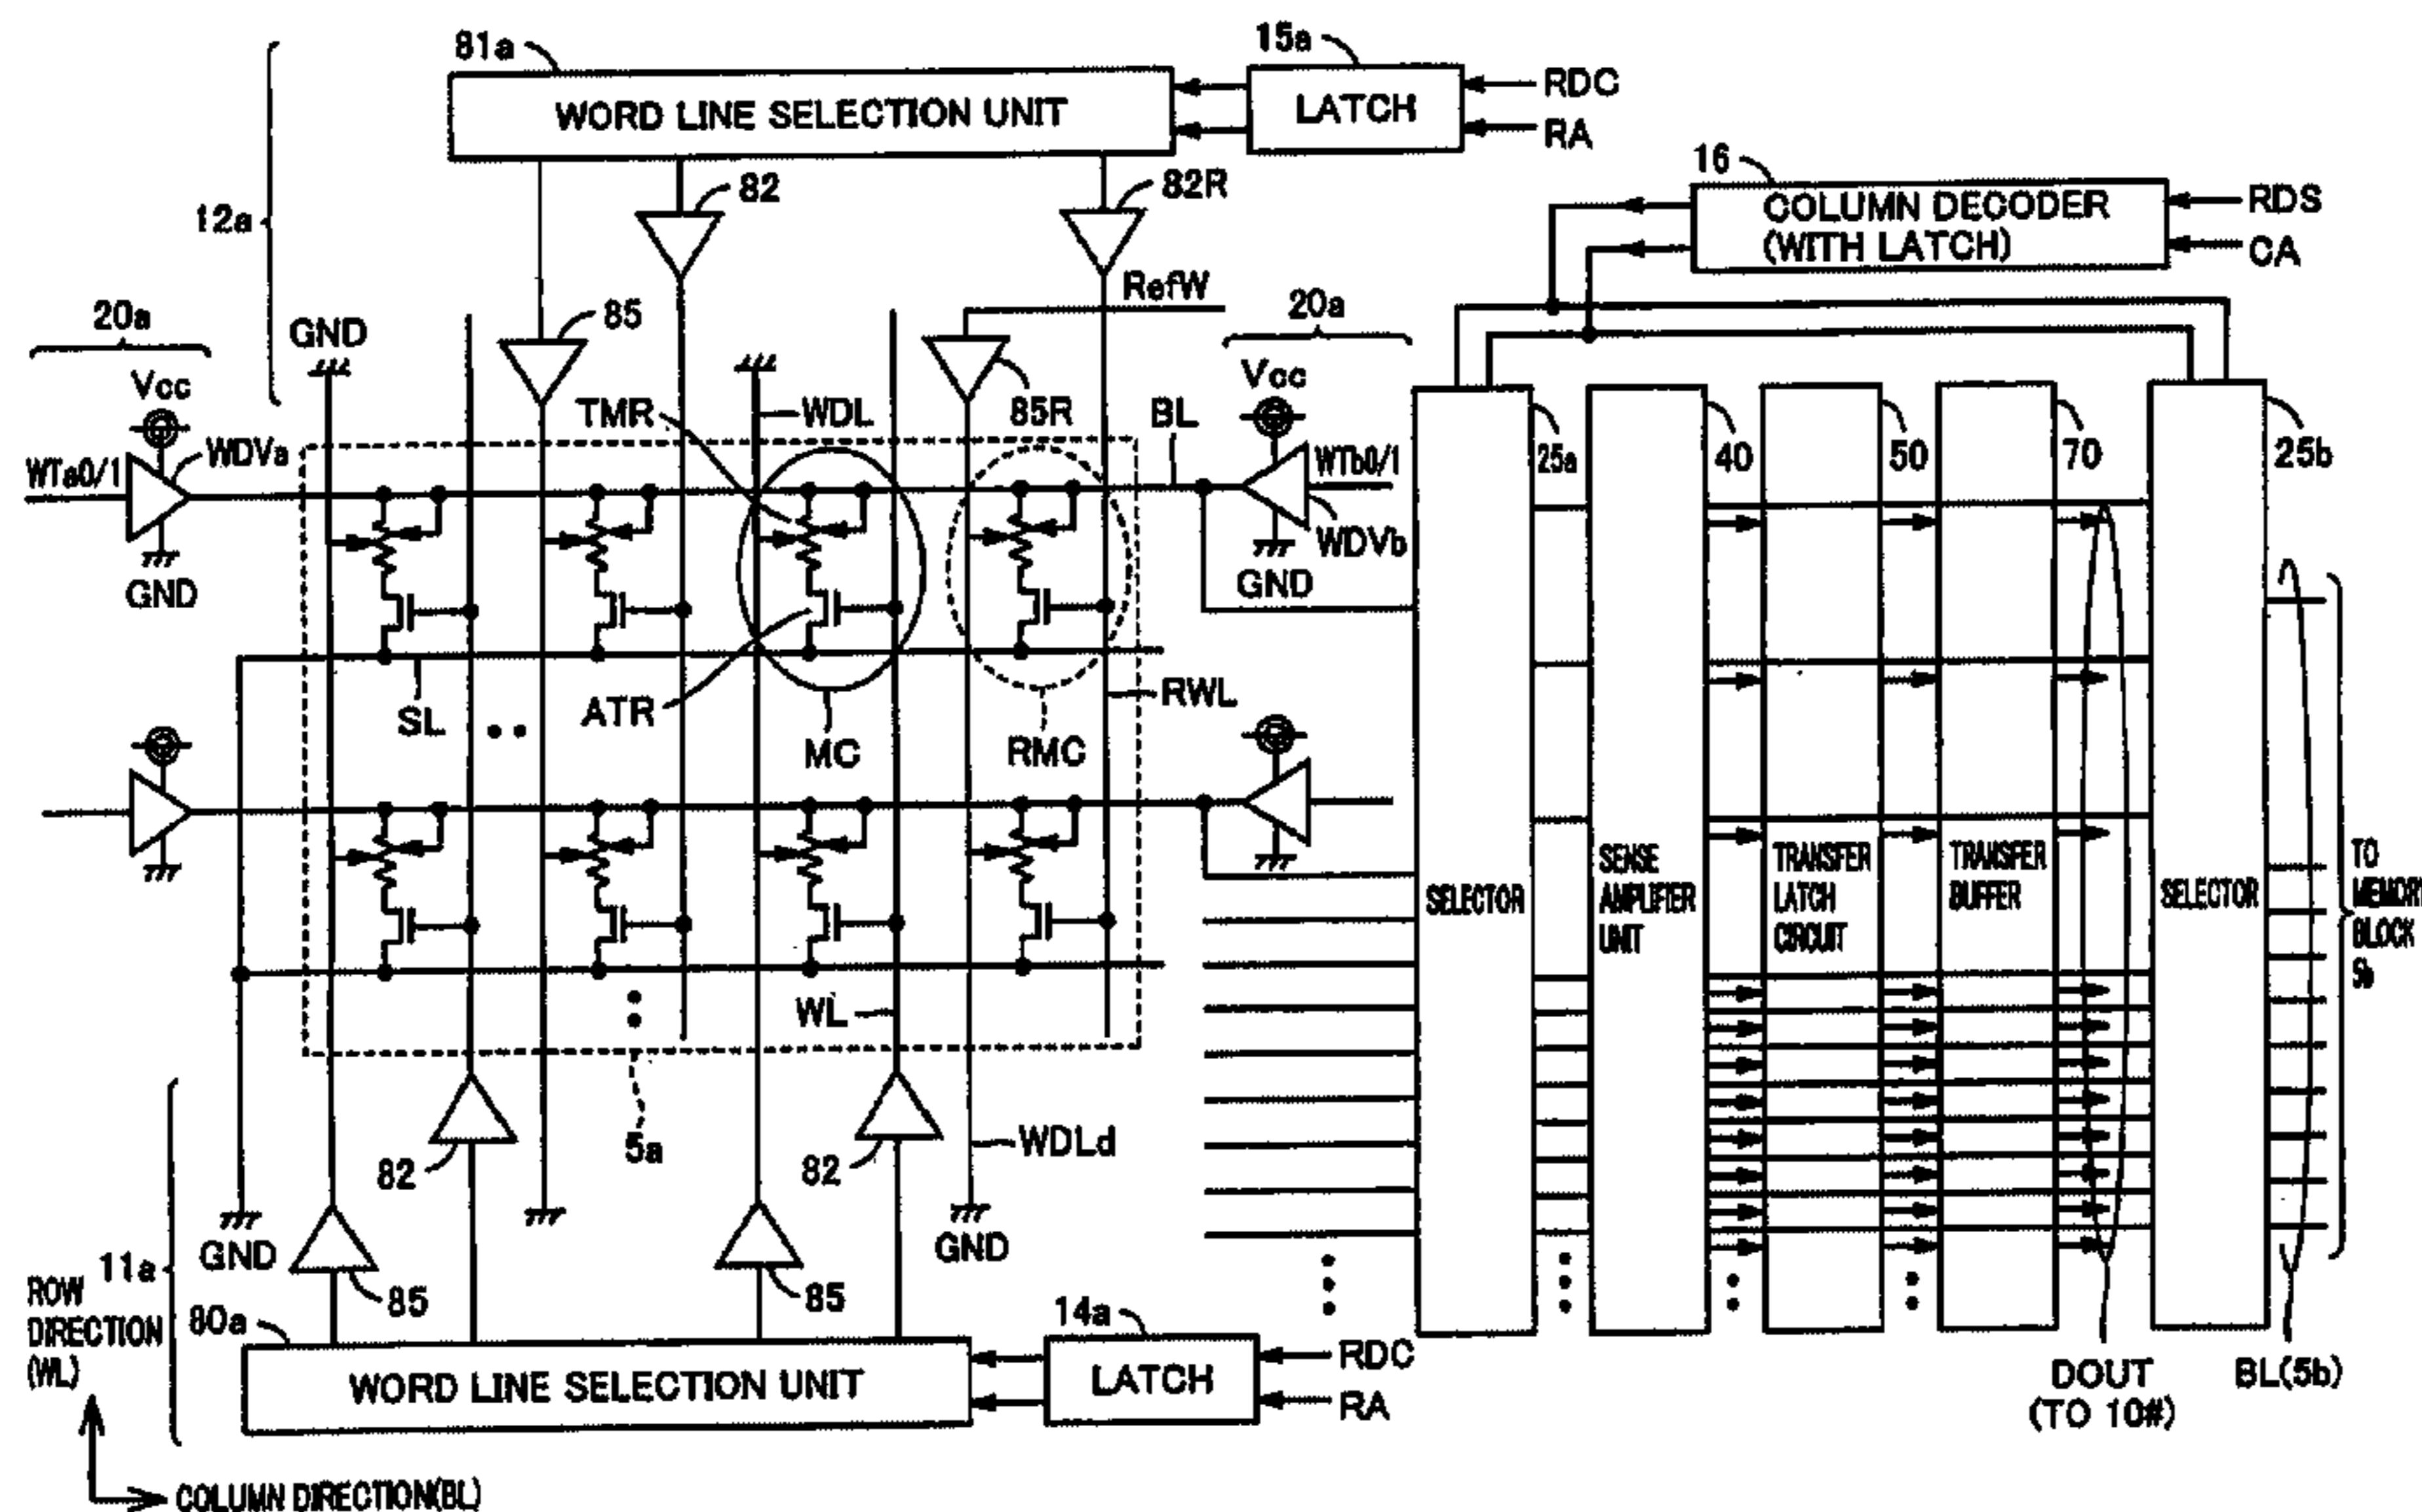 81a
15a
WORD LINE SELECTION UNIT
LATCH
RDC
RA
12a
82
82R
16
COLUMN DECODER
(WITH LATCH)
RDS
CA
20a
GND
85
RefW
20a
Vcc
TMR
WDL
85R
BL
Vcc
WTa0/1
WDVa
WTb0/1
WDVb
25a
40
50
70
25b
GND
GND
SL
ATR
MC
RMC
RWL
SELECTOR
SENSE
AMPLIFIER
UNIT
TRANSFER
LATCH
CIRCUIT
TRANSFER
BUFFER
SELECTOR
TO
MEMORY
BLOCK
5b
WL
5a
82
82
WDLd
GND
GND
11a
85
85
ROW
DIRECTION
(WL)
80a
WORD LINE SELECTION UNIT
14a
LATCH
RDC
RA
DOUT
(TO 10#)
BL(5b)
COLUMN DIRECTION(BL)